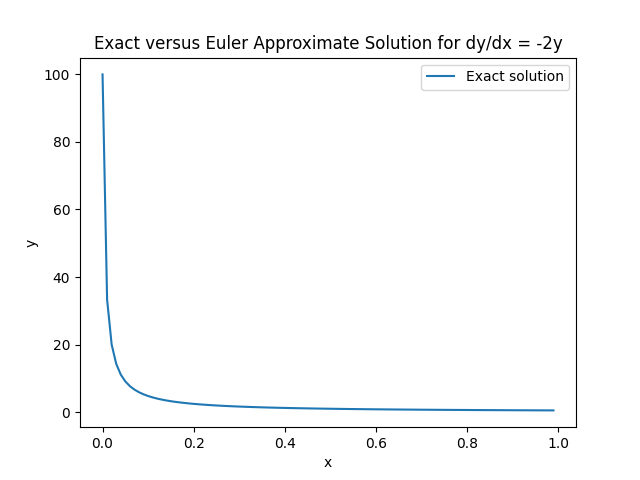 Exact versus Euler Approximate Solution for dy/dx = -2y
Exact solution
100
80
60
40
20
0
y
0.0 0.2 0.4 0.6 0.8 1.0
x